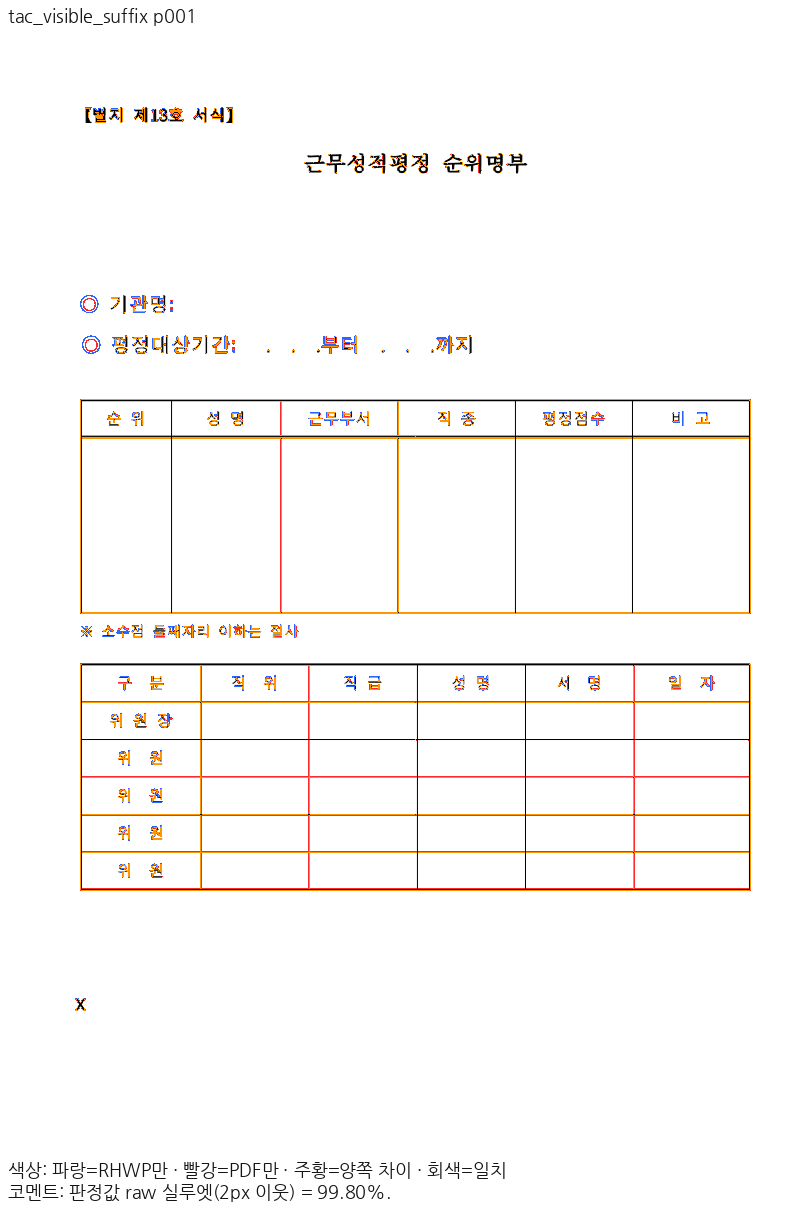 tac_visible_suffix p001
【별지 제13호 서식】
근무성적평정 순위명부
◎ 기관명:
◎ 평정대상기간: . . .부터 . . .까지
순 위 성 명 근무부서 직 종 평정점수 비 고
※ 소수점 둘째자리 이하는 절사
구 분 직 위 직 급 성 명 서 명 일 자
위 원 장
위 원
위 원
위 원
위 원
X
색상: 파랑=RHWP만 · 빨강=PDF만 · 주황=양쪽 차이 · 회색=일치
코멘트: 판정값 raw 실루엣(2px 이웃) = 99.80%.